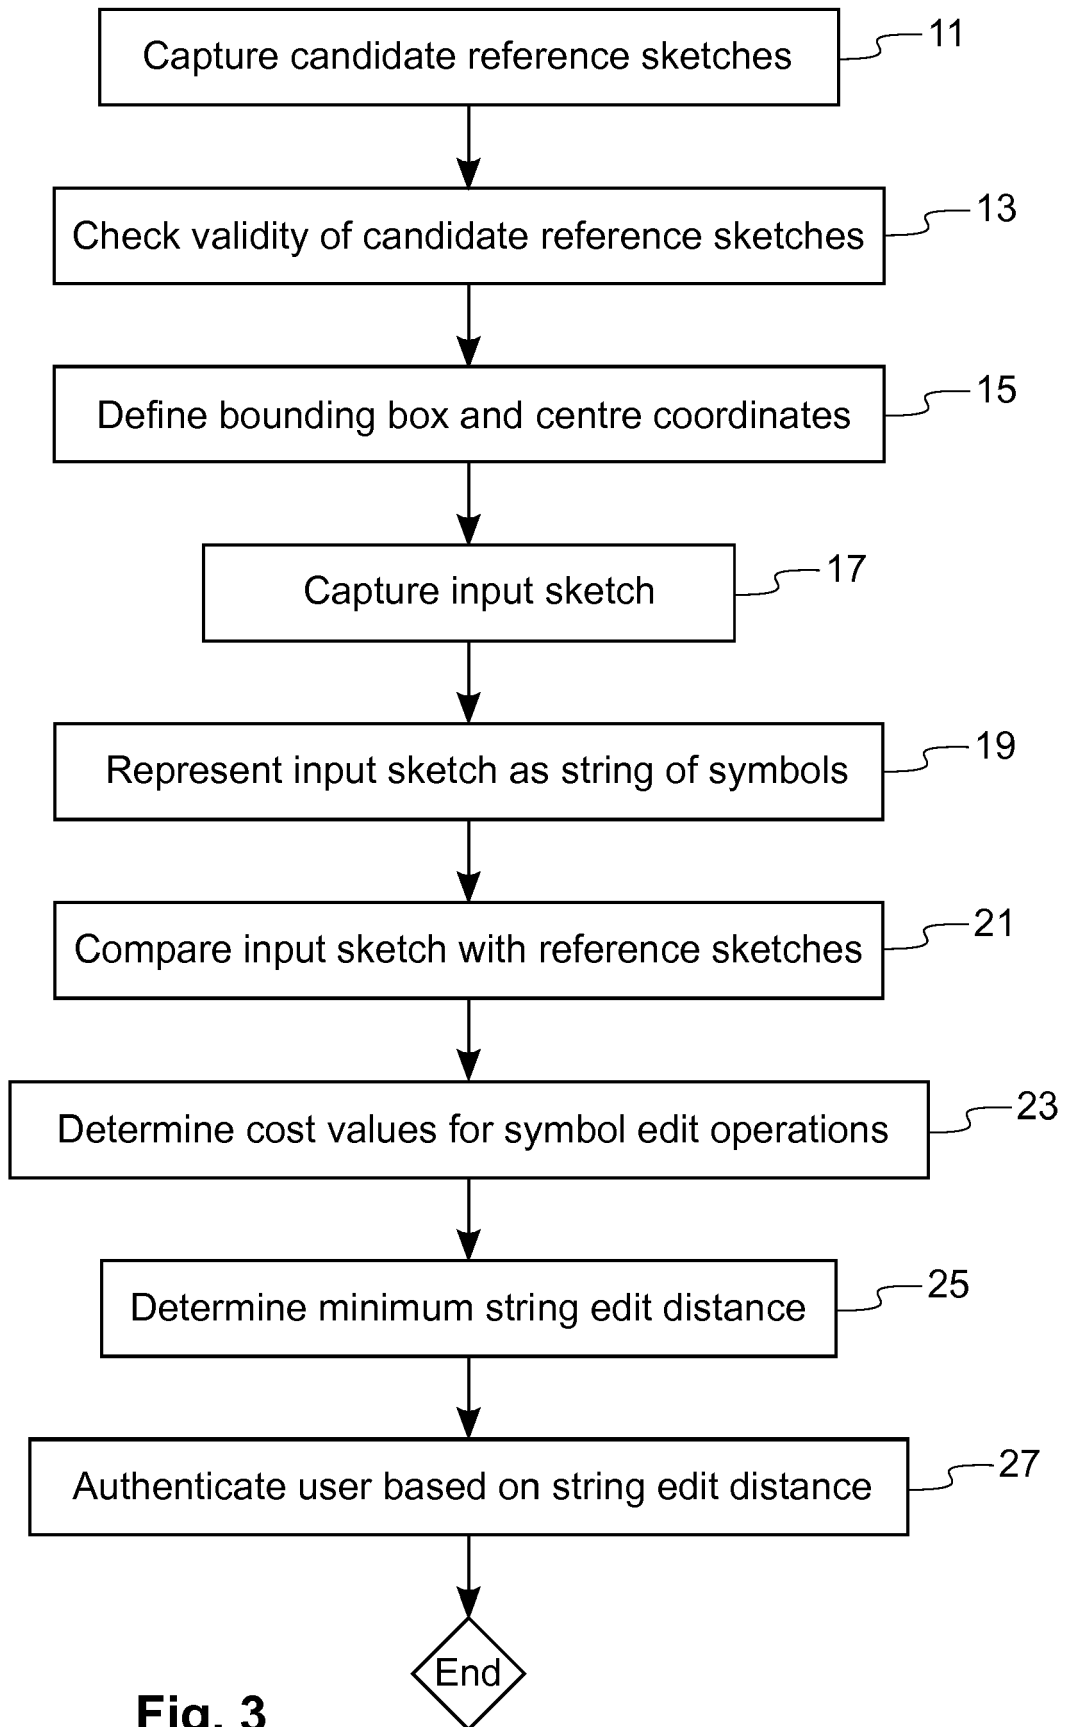 Capture candidate reference sketches
11
Check validity of candidate reference sketches
13
Define bounding box and centre coordinates
15
Capture input sketch
17
Represent input sketch as string of symbols
19
Compare input sketch with reference sketches
21
Determine cost values for symbol edit operations
23
Determine minimum string edit distance
25
Authenticate user based on string edit distance
27
End
Fig. 3